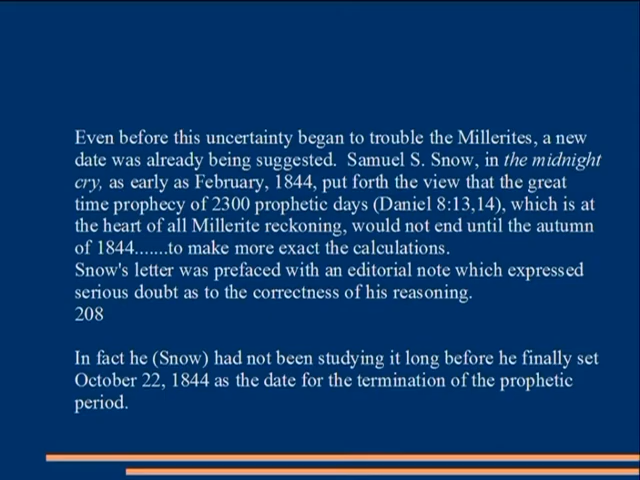 Even before this uncertainty began to trouble the Millerites, a new
date was already being suggested. Samuel S. Snow, in the midnight
cry, as early as February, 1844, put forth the view that the great
time prophecy of 2300 prophetic days (Daniel 8:13,14), which is at
the heart of all Millerite reckoning, would not end until the autumn
of 1844.......to make more exact the calculations.
Snow's letter was prefaced with an editorial note which expressed
serious doubt as to the correctness of his reasoning.
208
In fact he (Snow) had not been studying it long before he finally set
October 22, 1844 as the date for the termination of the prophetic
period.